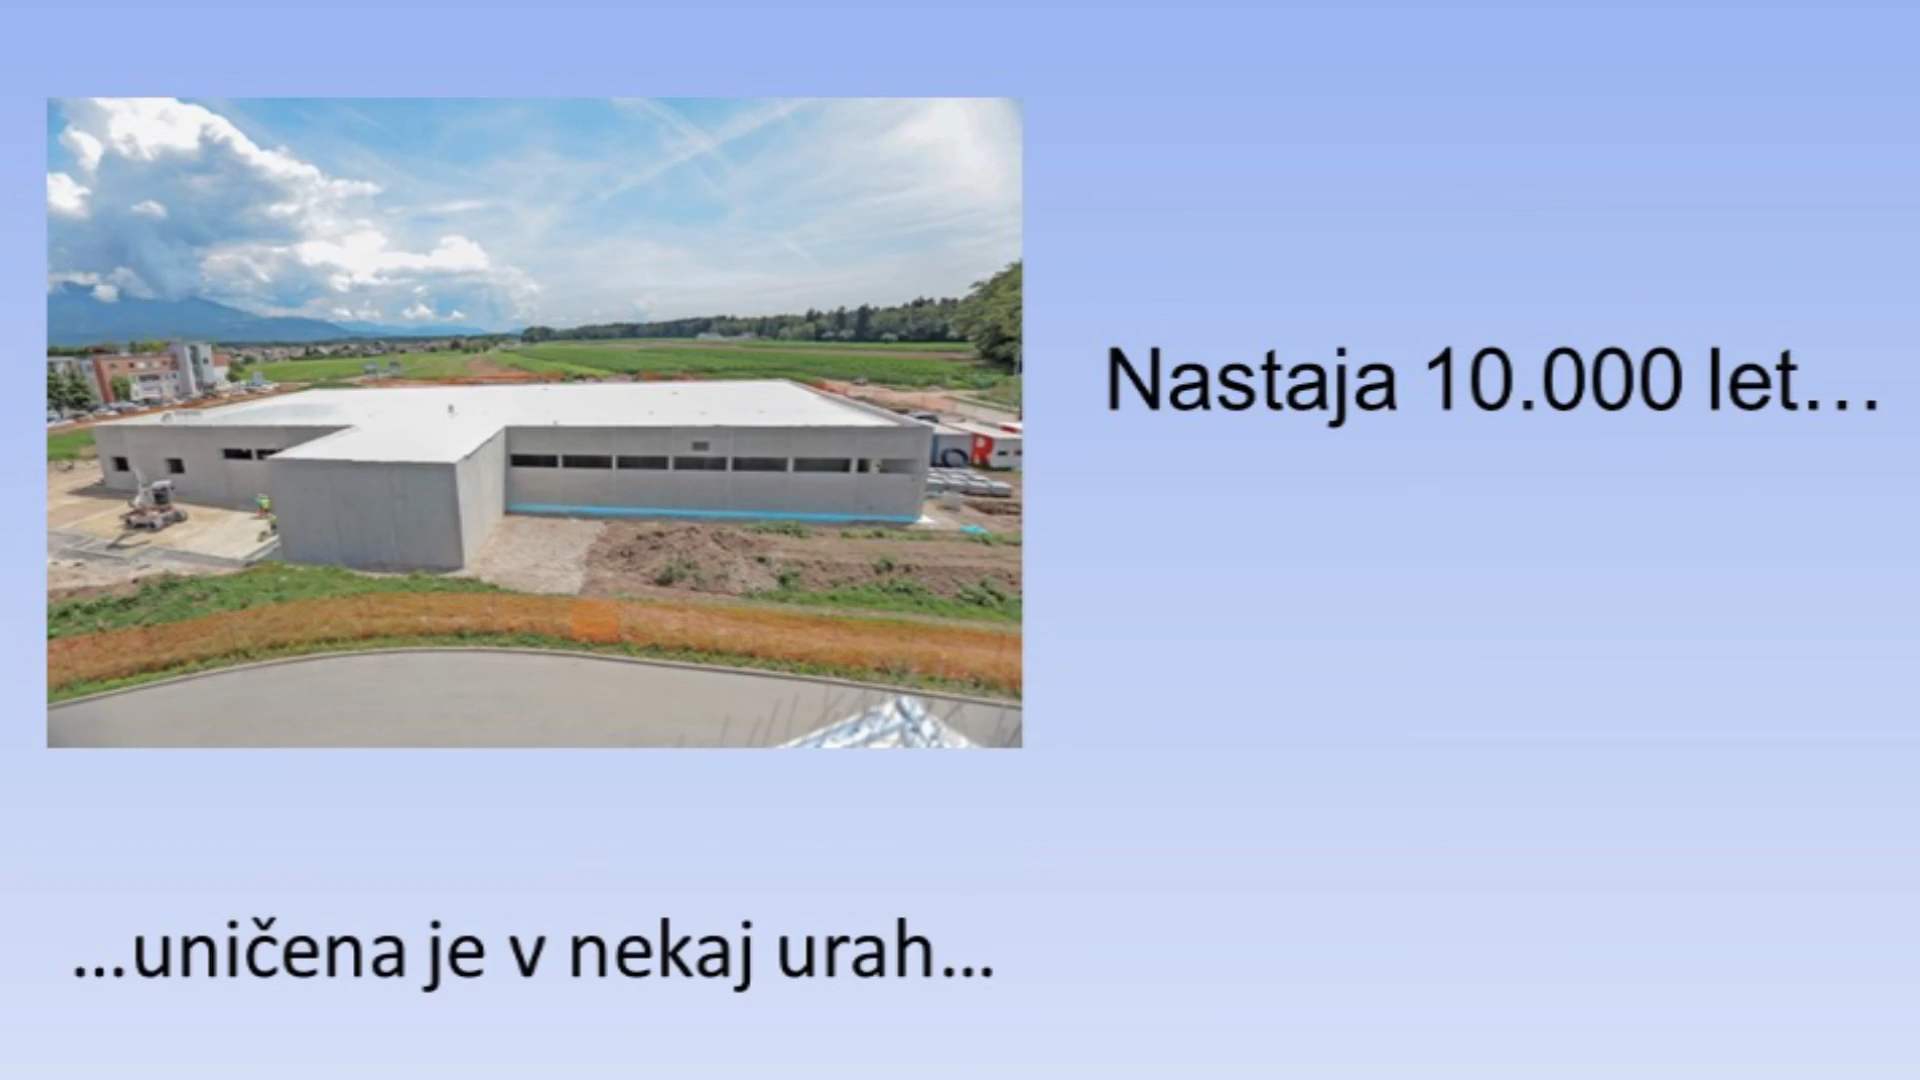 Nastaja 10.000 let...
...uničena je v nekaj urah...